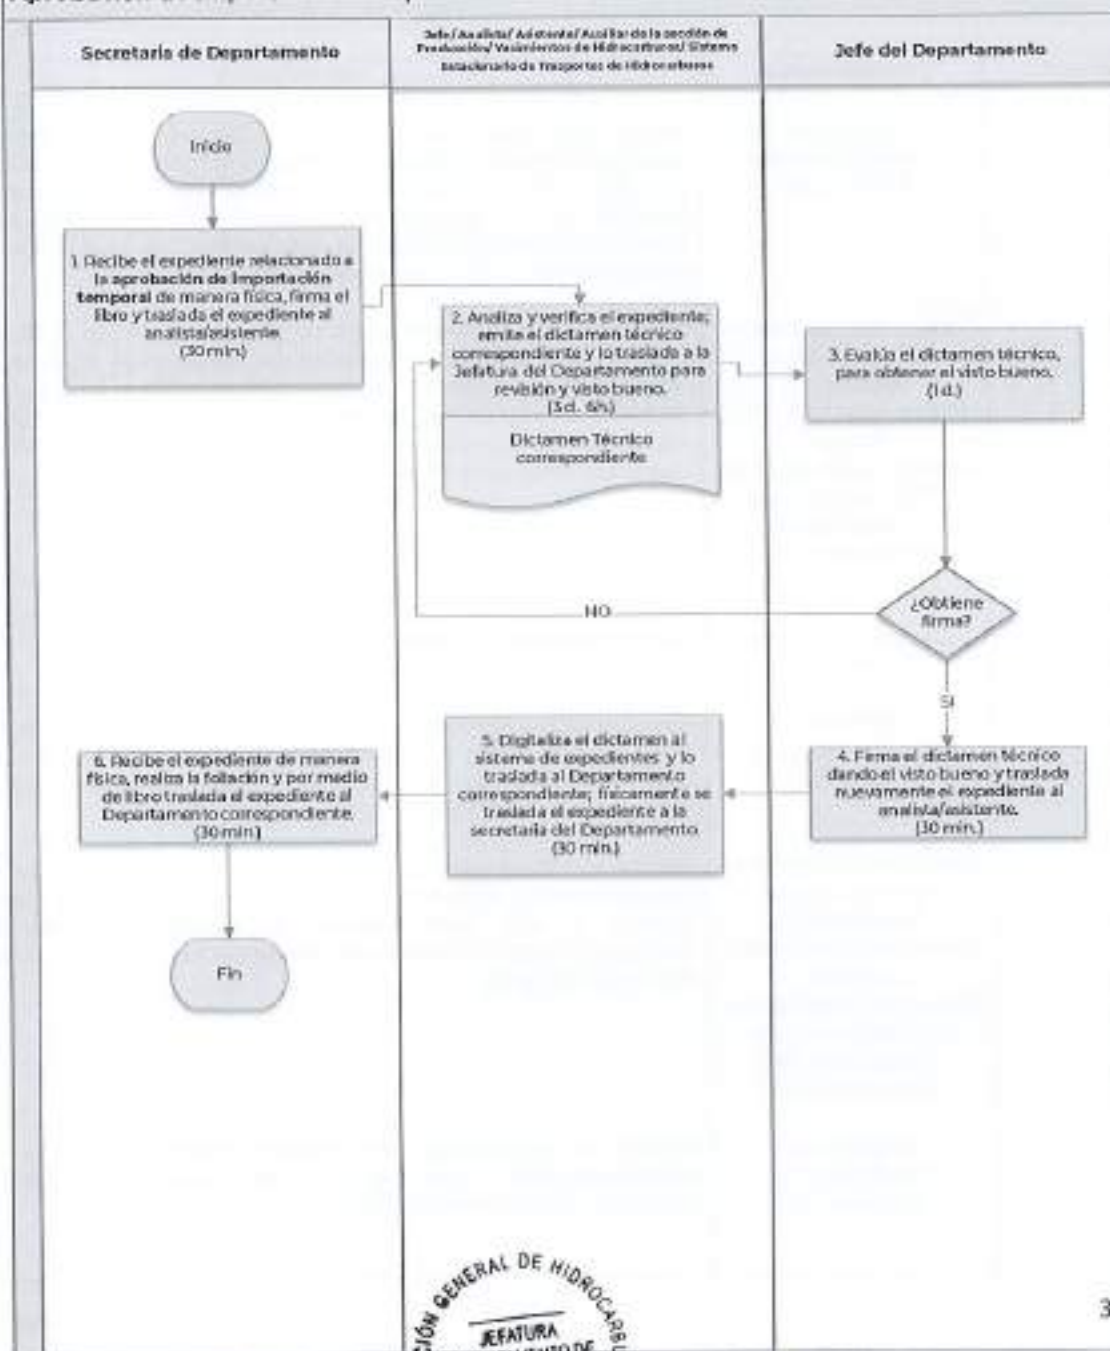 Secretaria de Departamento
Jefe/ Analista/ Asistente/ Auxiliar de la sección de
Producción/ Yacimientos de Hidrocarburos/ Sistema
Estacionario de Trasportes de Hidrocarburos
Jefe del Departamento
Inicio
1. Recibe el expediente relacionado a
la aprobación de importación
temporal de manera física, firma el
libro y traslada el expediente al
analista/asistente.
(30 min.)
2. Analiza y verifica el expediente;
emite el dictamen técnico
correspondiente y lo traslada a la
Jefatura del Departamento para
revisión y visto bueno.
(3 d. 6h.)
Dictamen Técnico
correspondiente
3. Evalúa el dictamen técnico,
para obtener el visto bueno.
(1 d.)
¿Obtiene
firma?
NO
SI
4. Firma el dictamen técnico
dando el visto bueno y traslada
nuevamente el expediente al
analista/asistente.
(30 min.)
5. Digitaliza el dictamen al
sistema de expedientes y lo
traslada al Departamento
correspondiente; físicamente se
traslada el expediente a la
secretaria del Departamento.
(30 min.)
6. Recibe el expediente de manera
física, realiza la foliación y por medio
de libro traslada el expediente al
Departamento correspondiente.
(30 min)
Fin
GENERAL DE
JEFATURA
3